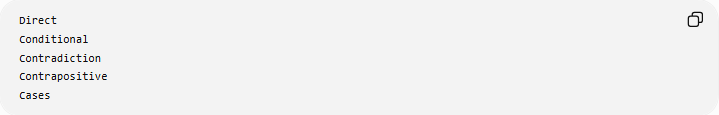 Direct
Conditional
Contradiction
Contrapositive
Cases